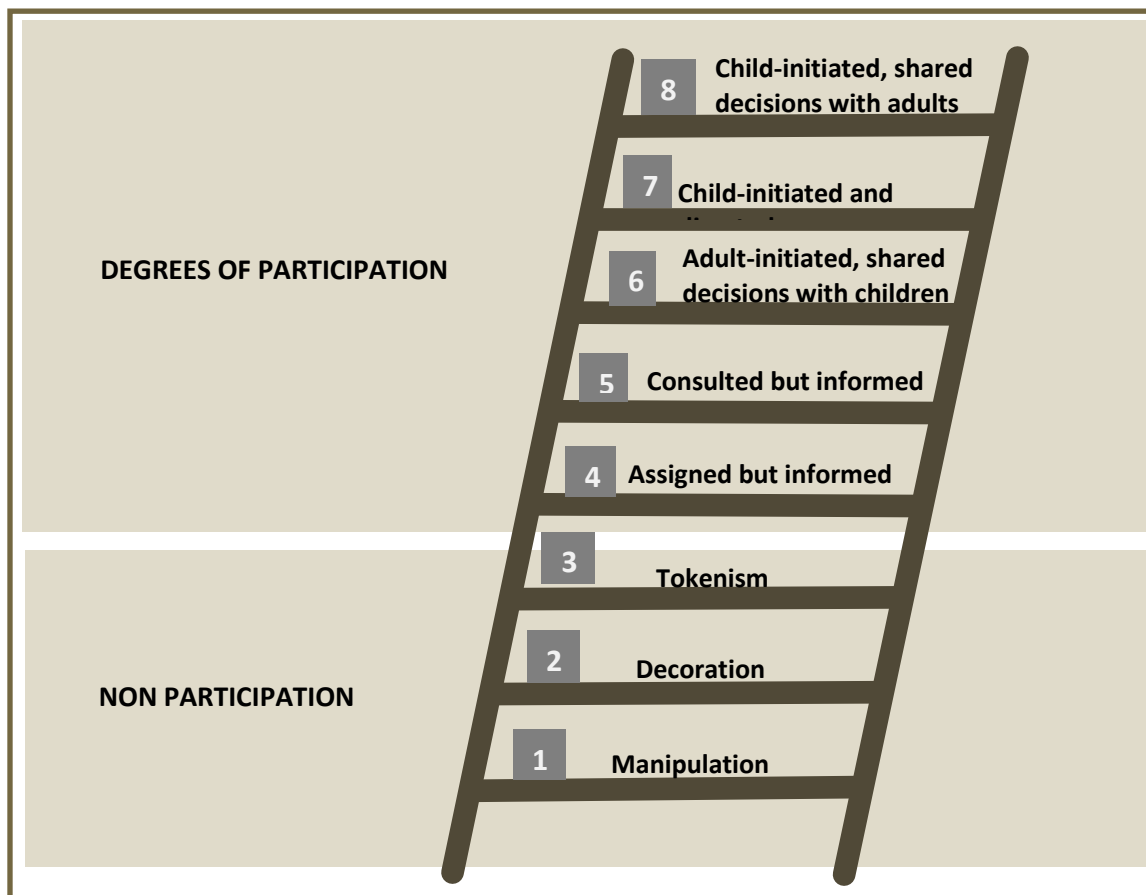 8
Child-initiated, shared
decisions with adults
7
Child-initiated and
DEGREES OF PARTICIPATION
6
Adult-initiated, shared
decisions with children
5
Consulted but informed
4
Assigned but informed
3
Tokenism
2
Decoration
NON PARTICIPATION
1
Manipulation